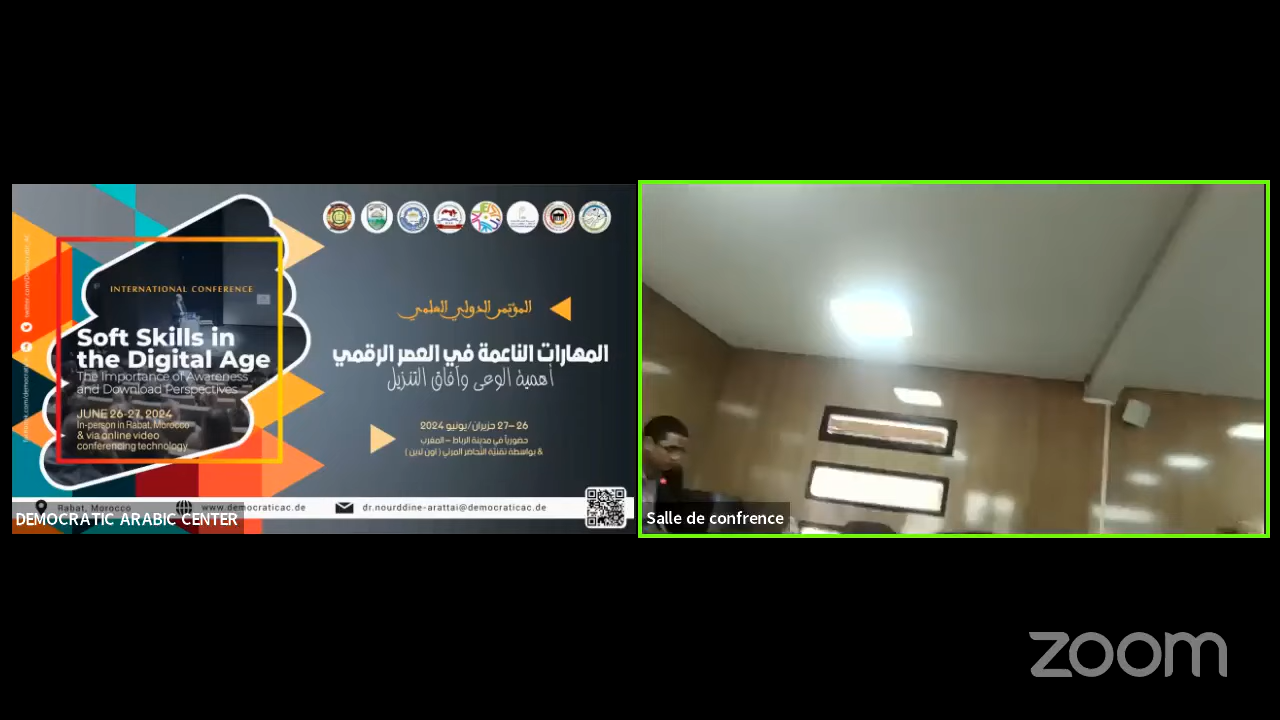 INTERNATIONAL CONFERENCE
Soft Skills in
the Digital Age
The Importance of Awareness
and Download Perspectives
JUNE 26-27, 2024
In-person in Rabat, Morocco
& via online video
conferencing technology
المؤتمر الدولي العلمي
المهارات الناعمة في العصر الرقمي
أهمية الوعي وآفاق التنزيل
26 –27 حزيران/يونيو 2024
حضورياً في مدينة الرباط – المغرب
& بواسطة تقنيّة التحاضر المرئي ( اون لاين )
Rabat, Morocco
www.democraticac.de
dr.nourddine-arattai@democraticac.de
DEMOCRATIC ARABIC CENTER
Salle de confrence
zoom